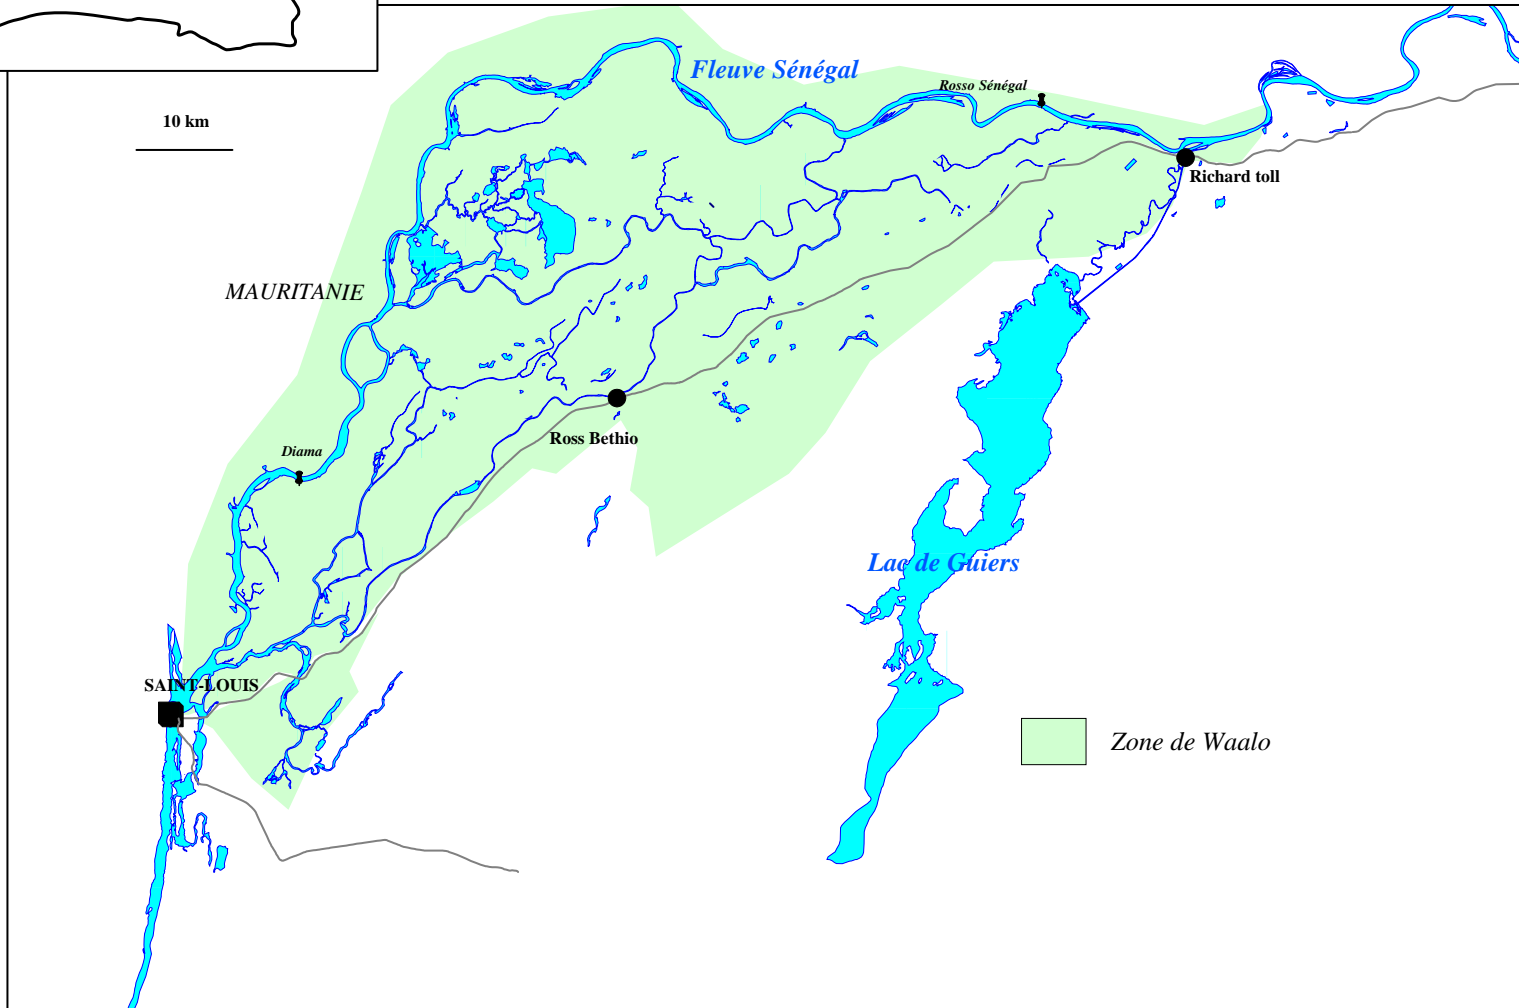 Fleuve Sénégal
Rosso Sénégal
10 km
Richard toll
MAURITANIE
Ross Bethio
Diama
Lac de Guiers
SAINT-LOUIS
Zone de Waalo